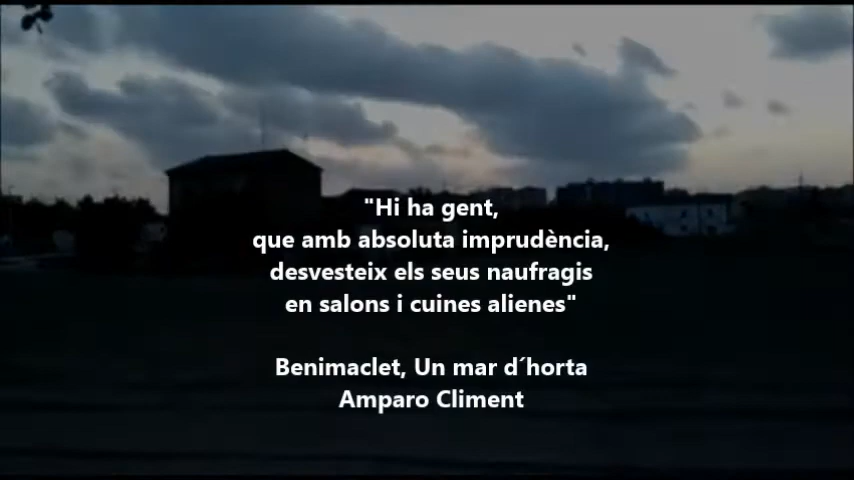 "Hi ha gent,
que amb absoluta imprudència,
desvesteix els seus naufragis
en salons i cuines alienes"
Benimaclet, Un mar d´horta
Amparo Climent